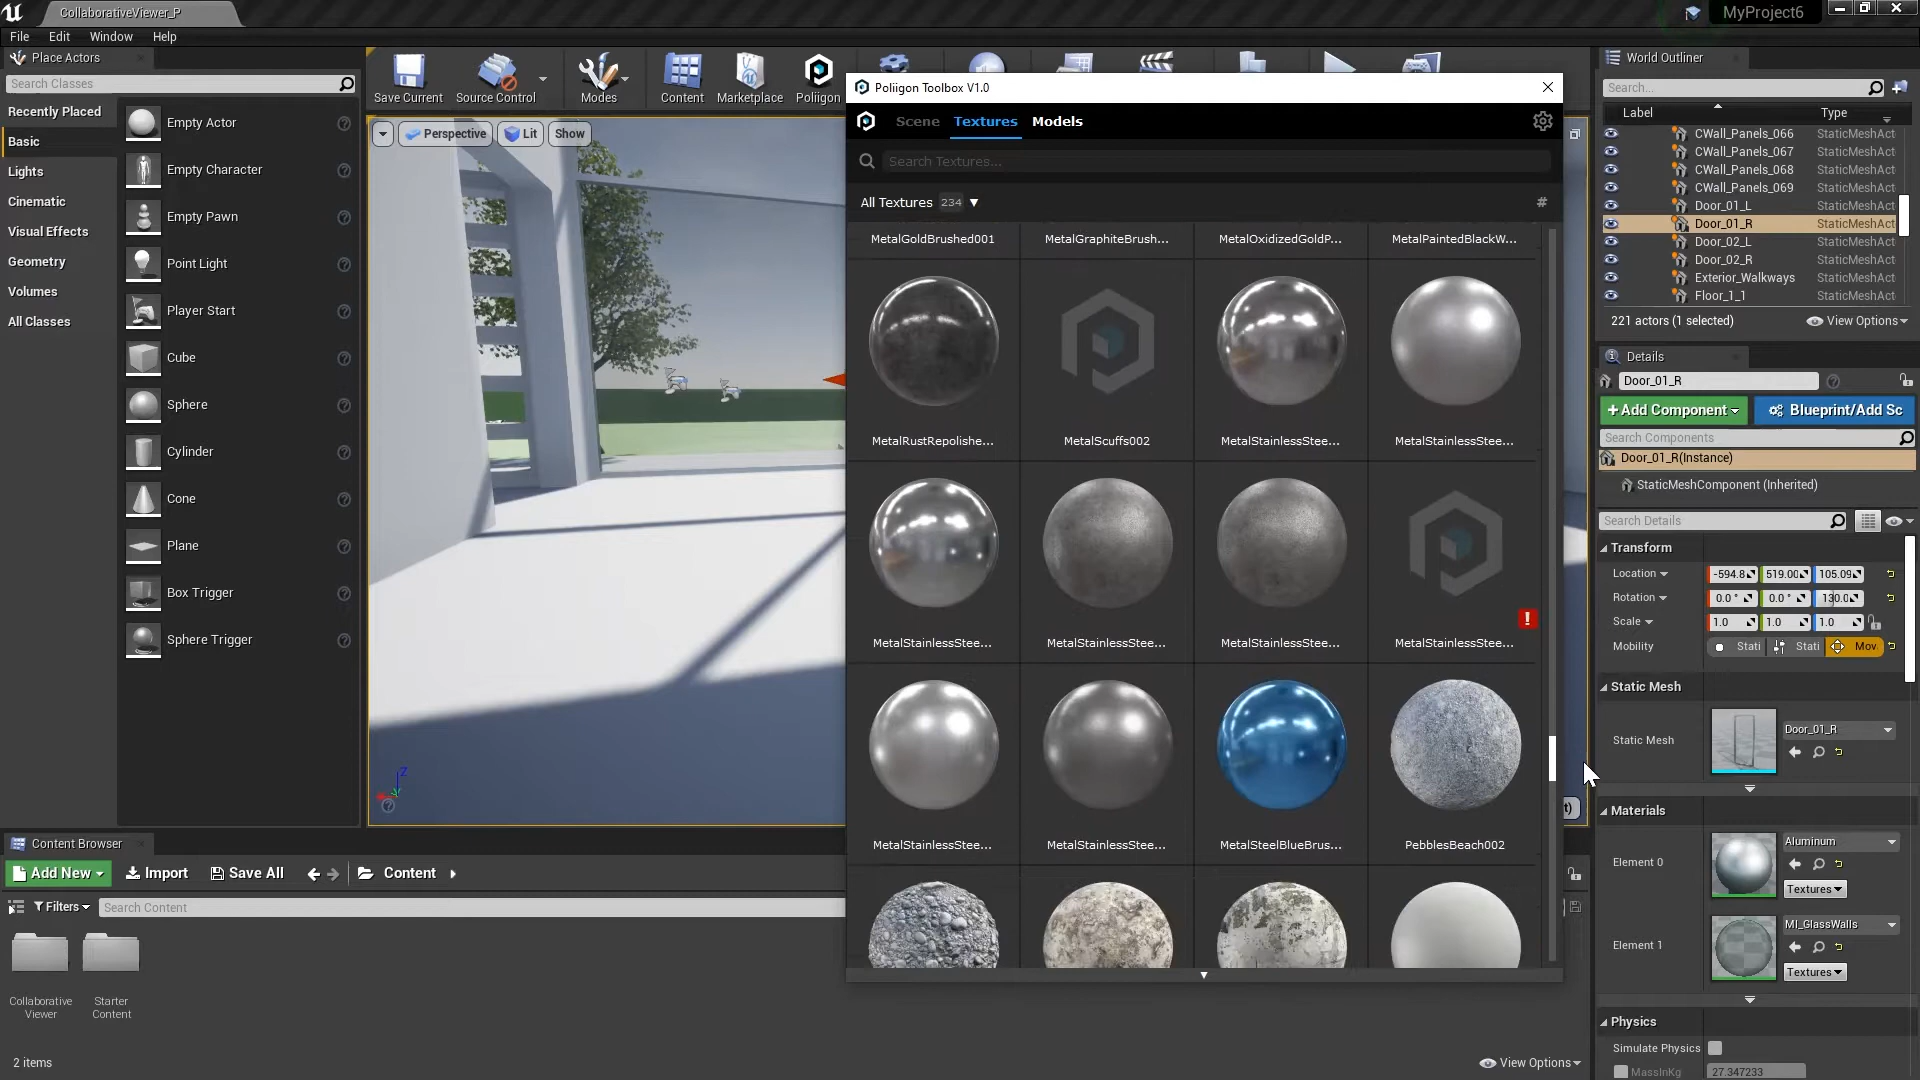 CollaborativeViewer_P
MyProject6
File Edit Window Help
Place Actors
Search Classes
Recently Placed
Basic
Lights
Cinematic
Visual Effects
Geometry
Volumes
All Classes
Empty Actor
Empty Character
Empty Pawn
Point Light
Player Start
Cube
Sphere
Cylinder
Cone
Plane
Box Trigger
Sphere Trigger
Save Current Source Control Modes Content Marketplace Poliigon
Perspective Lit Show
Z
Poliigon Toolbox V1.0
Scene Textures Models
Search Textures...
All Textures 234 ▼ #
MetalGoldBrushed001 MetalGraphiteBrush... MetalOxidizedGoldP... MetalPaintedBlackW...
MetalRustRepolishe... MetalScuffs002 MetalStainlessStee... MetalStainlessStee...
MetalStainlessStee... MetalStainlessStee... MetalStainlessStee... MetalStainlessStee... !
MetalStainlessStee... MetalStainlessStee... MetalSteelBlueBrus... PebblesBeach002
World Outliner
Search...
Label Type
CWall_Panels_066 StaticMeshAct
CWall_Panels_067 StaticMeshAct
CWall_Panels_068 StaticMeshAct
CWall_Panels_069 StaticMeshAct
Door_01_L StaticMeshAct
Door_01_R StaticMeshAct
Door_02_L StaticMeshAct
Door_02_R StaticMeshAct
Exterior_Walkways StaticMeshAct
Floor_1_1 StaticMeshAct
221 actors (1 selected) View Options
Details
Door_01_R
+Add Component Blueprint/Add Sc
Search Components
Door_01_R(Instance)
StaticMeshComponent (Inherited)
Search Details
Transform
Location -594.8 519.00 105.09
Rotation 0.0 ° 0.0 ° 130.0
Scale 1.0 1.0 1.0
Mobility Stati Stati Mov
Static Mesh
Static Mesh Door_01_R
Materials
Element 0 Aluminum
Textures
Element 1 MI_GlassWalls
Textures
Physics
Simulate Physics
MassInKg 27.347233
t)
Content Browser
Add New Import Save All Content
Filters Search Content
Collaborative
Viewer
Starter
Content
2 items
View Options